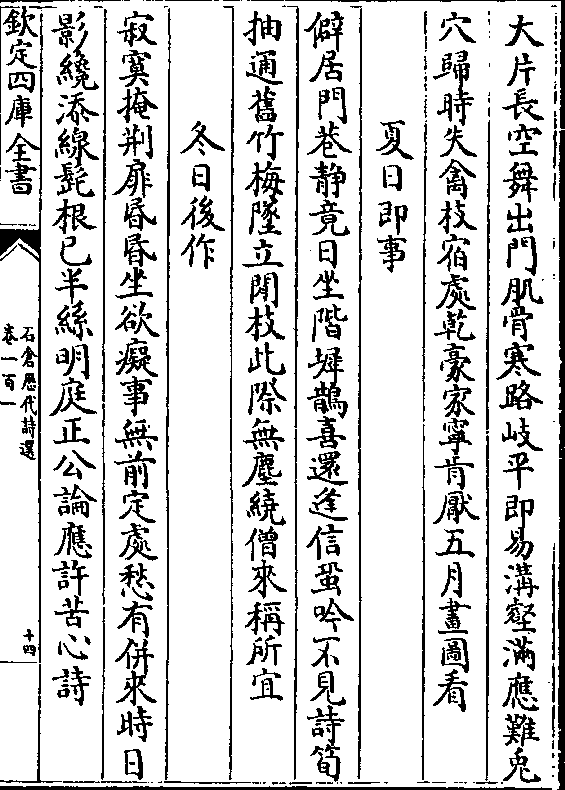 大片長空舞出門肌骨寒路岐平即易溝壑滿應難兎
穴歸時失禽枝宿處乾豪家寧肯厭五月畫圖看
夏日即事
僻居門巷静竟日坐階墀鵲喜還逢信蛩吟不見詩筍
抽通舊竹梅墜立閒枝此際無塵繞僧來稱所宜
冬日後作
寂寞掩荆扉昏昏坐欲癡事無前定處愁有併來時日
影纔添線髭根已半絲明庭正公論應許苦心詩
欽定四庫全書
石倉歷代詩選
卷一百一
十四